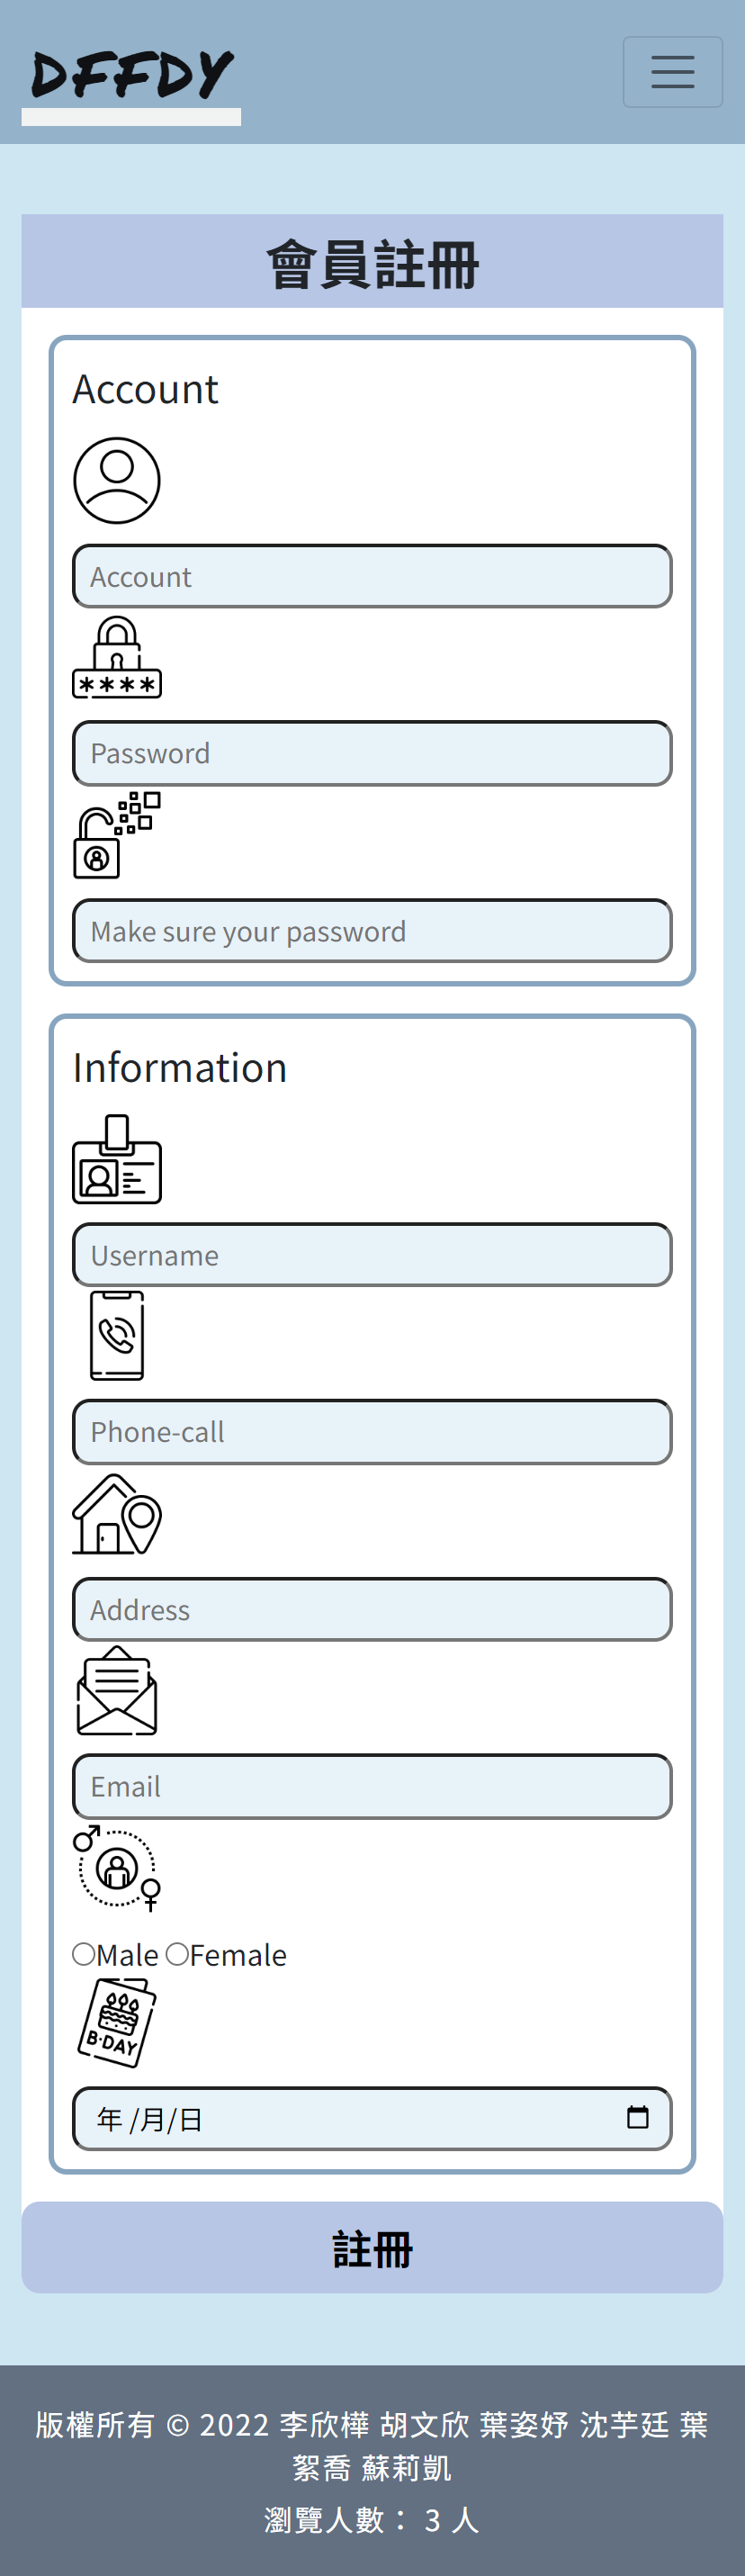 DFFDY
會員註冊
Account
Account
****
Password
Make sure your password
Information
Username
Phone-call
Address
Email
Male Female
B·DAY
年 /月/日
註冊
版權所有 © 2022 李欣樺 胡文欣 葉姿妤 沈芋廷 葉
絮喬 蘇莉凱
瀏覽人數： 3 人